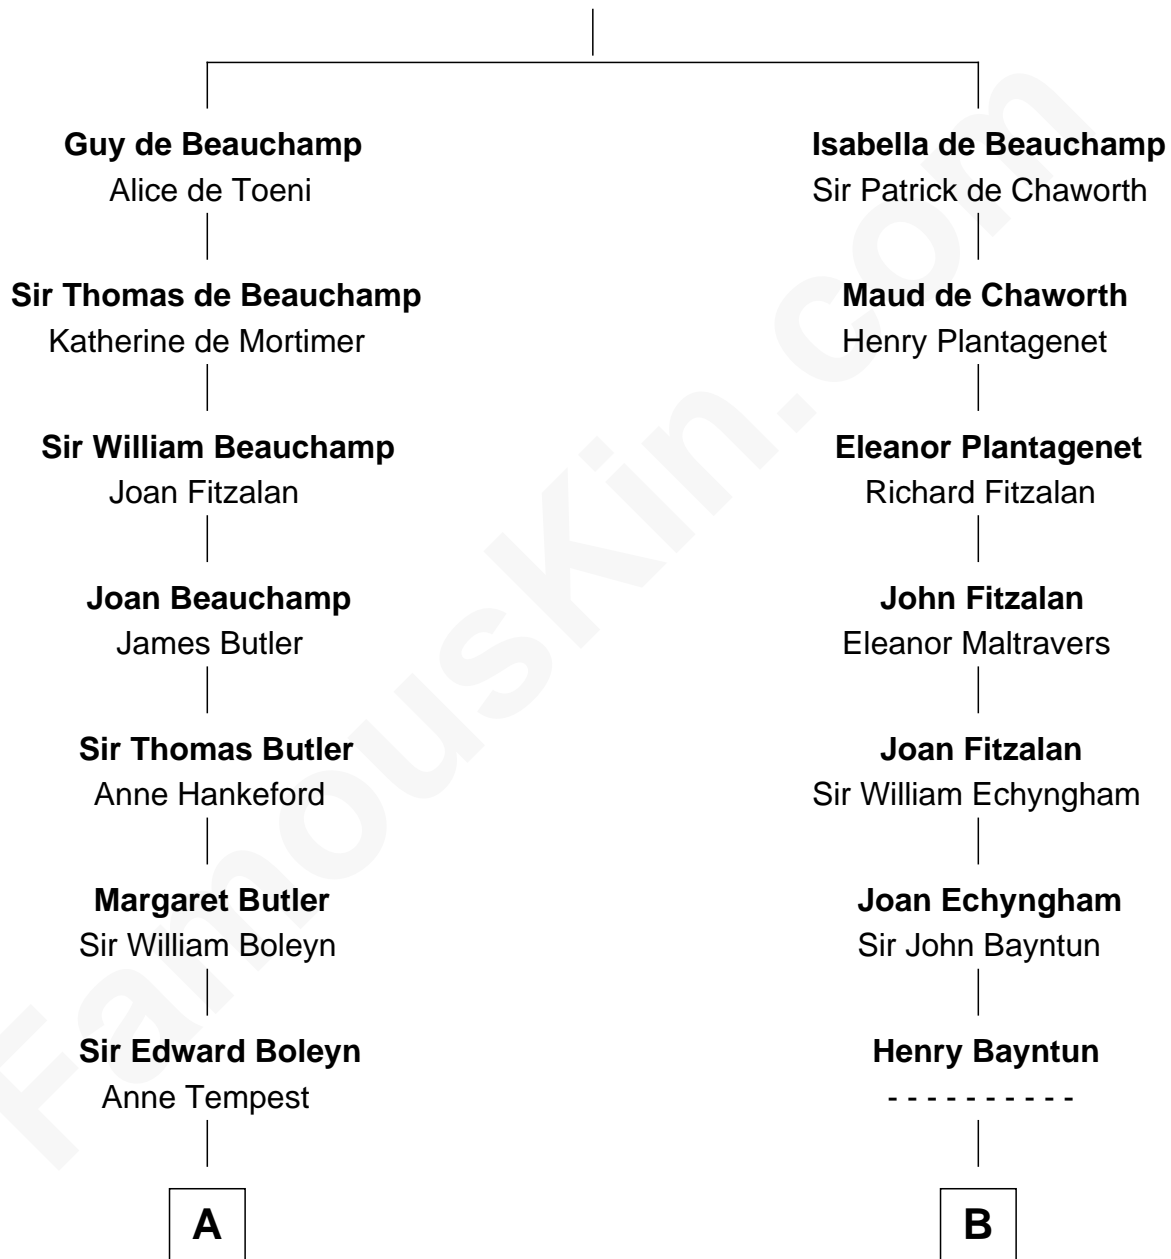 Guy de Beauchamp
Alice de Toeni
Sir Thomas de Beauchamp
Katherine de Mortimer
Sir William Beauchamp
Joan Fitzalan
Joan Beauchamp
James Butler
Sir Thomas Butler
Anne Hankeford
Margaret Butler
Sir William Boleyn
Sir Edward Boleyn
Anne Tempest
A
Isabella de Beauchamp
Sir Patrick de Chaworth
Maud de Chaworth
Henry Plantagenet
Eleanor Plantagenet
Richard Fitzalan
John Fitzalan
Eleanor Maltravers
Joan Fitzalan
Sir William Echyngham
Joan Echyngham
Sir John Bayntun
Henry Bayntun
- - - - - - - - - -
B
FamousKin.com